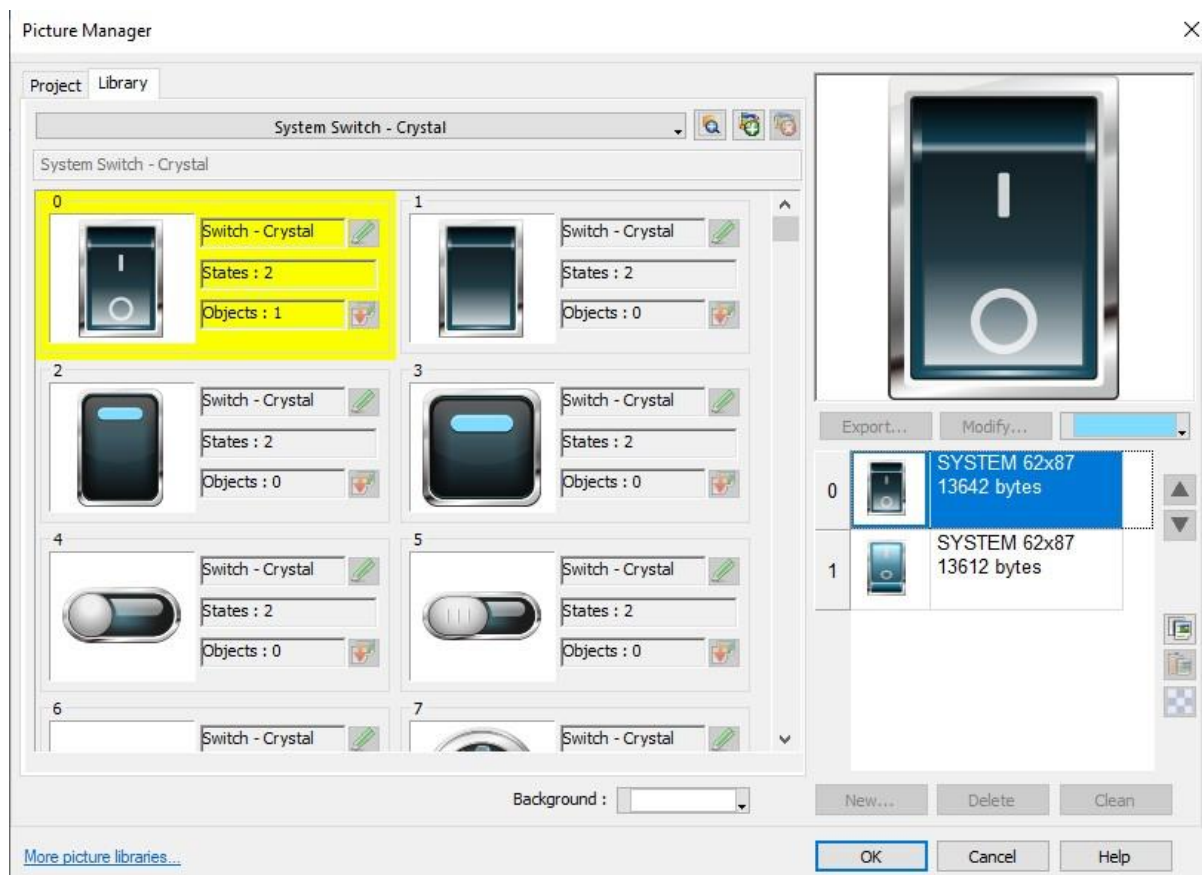 Picture Manager
Project Library
System Switch - Crystal
System Switch - Crystal
0
Switch - Crystal
States : 2
Objects : 1
1
Switch - Crystal
States : 2
Objects : 0
2
Switch - Crystal
States : 2
Objects : 0
3
Switch - Crystal
States : 2
Objects : 0
4
Switch - Crystal
States : 2
Objects : 0
5
Switch - Crystal
States : 2
Objects : 0
6
Switch - Crystal
7
Switch - Crystal
Background :
More picture libraries...
Export... Modify...
0
SYSTEM 62x87
13642 bytes
1
SYSTEM 62x87
13612 bytes
New... Delete Clean
OK Cancel Help